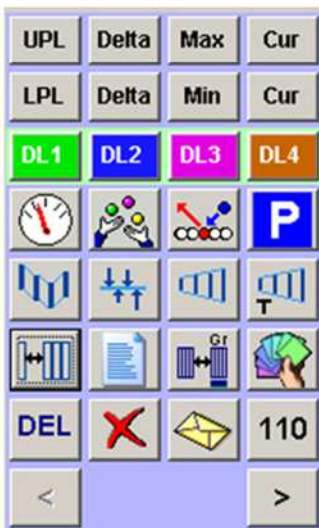 UPL Delta Max Cur
LPL Delta Min Cur
DL1 DL2 DL3 DL4
P
T
Gr
DEL 110
< >